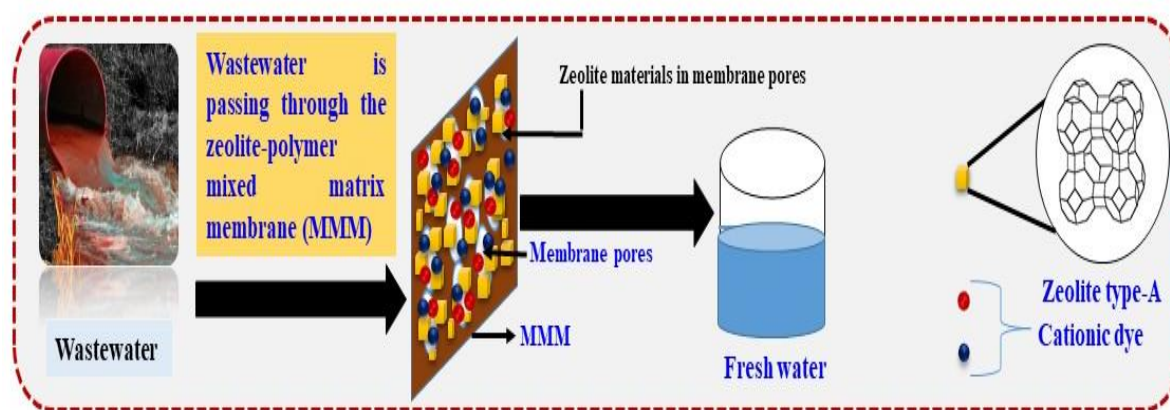 Wastewater is
passing through the
zeolite-polymer
mixed matrix
membrane (MMM)
Wastewater
Zeolite materials in membrane pores
Membrane pores
MMM
Fresh water
Zeolite type-A
Cationic dye